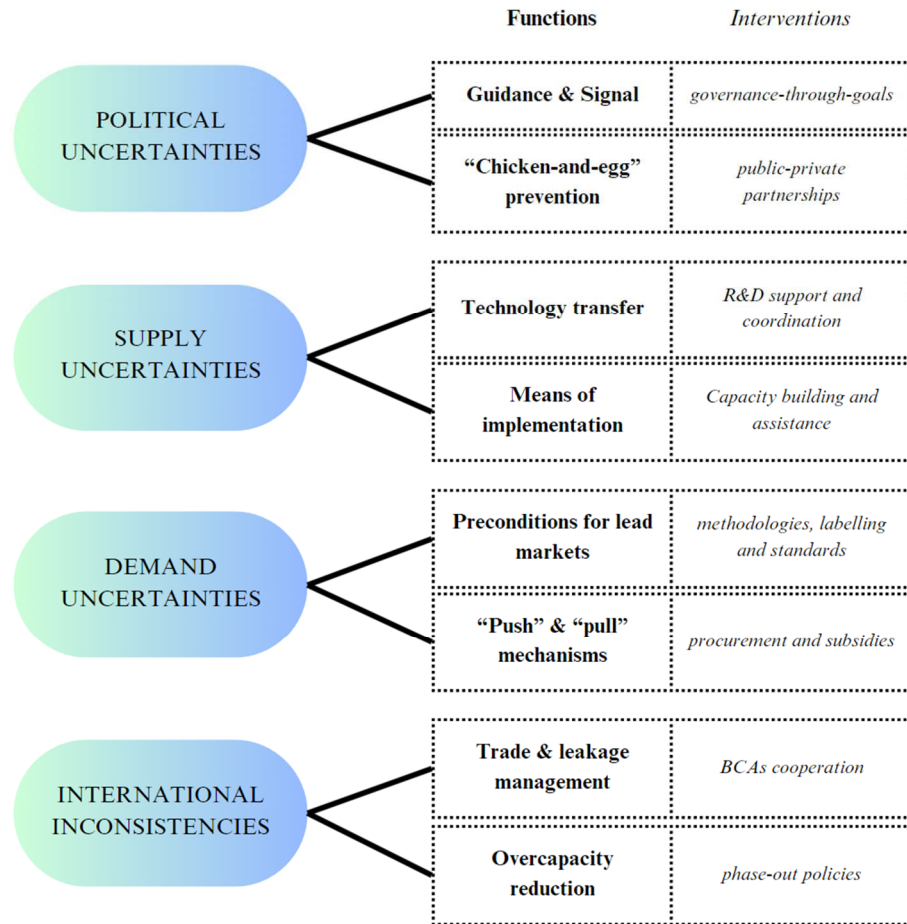 Functions
Interventions
POLITICAL
UNCERTAINTIES
Guidance & Signal
governance-through-goals
“Chicken-and-egg”
prevention
public-private
partnerships
SUPPLY
UNCERTAINTIES
Technology transfer
R&D support and
coordination
Means of
implementation
Capacity building and
assistance
DEMAND
UNCERTAINTIES
Preconditions for lead
markets
methodologies, labelling
and standards
“Push” & “pull”
mechanisms
procurement and subsidies
INTERNATIONAL
INCONSISTENCIES
Trade & leakage
management
BCAs cooperation
Overcapacity
reduction
phase-out policies